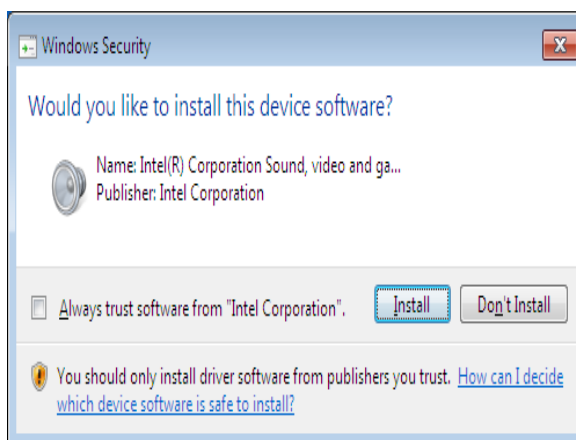 Windows Security
Would you like to install this device software?
Name: Intel(R) Corporation Sound, video and ga...
Publisher: Intel Corporation
Always trust software from "Intel Corporation".
Install
Don't Install
You should only install driver software from publishers you trust. How can I decide
which device software is safe to install?